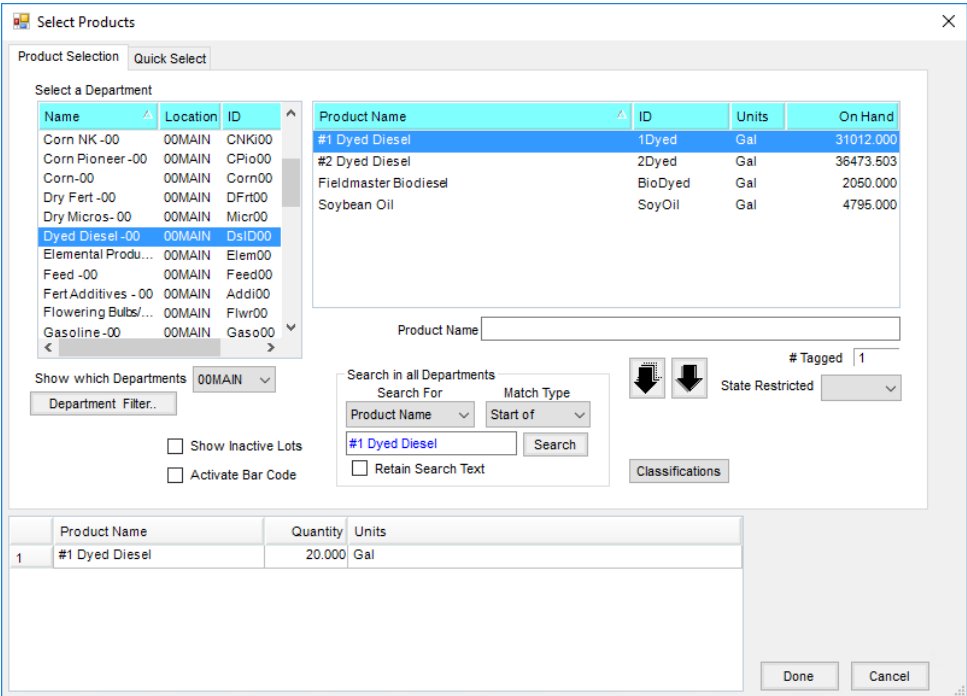 Select Products
Product Selection Quick Select
Select a Department
Name Location ID
Corn NK -00 00MAIN CNKi00
Corn Pioneer -00 00MAIN CPio00
Corn-00 00MAIN Corn00
Dry Fert -00 00MAIN DFrt00
Dry Micros- 00 00MAIN Micr00
Dyed Diesel -00 00MAIN DslD00
Elemental Produ... 00MAIN Elem00
Feed -00 00MAIN Feed00
Fert Additives - 00 00MAIN Addi00
Flowering Bulbs/... 00MAIN Flwr00
Gasoline -00 00MAIN Gaso00
Product Name ID Units On Hand
#1 Dyed Diesel 1Dyed Gal 31012.000
#2 Dyed Diesel 2Dyed Gal 36473.503
Fieldmaster Biodiesel BioDyed Gal 2050.000
Soybean Oil SoyOil Gal 4795.000
Product Name
# Tagged 1
Show which Departments 00MAIN
Department Filter..
Show Inactive Lots
Activate Bar Code
Search in all Departments
Search For Match Type
Product Name Start of
#1 Dyed Diesel Search
Retain Search Text
State Restricted
Classifications
Product Name Quantity Units
1 #1 Dyed Diesel 20.000 Gal
Done Cancel